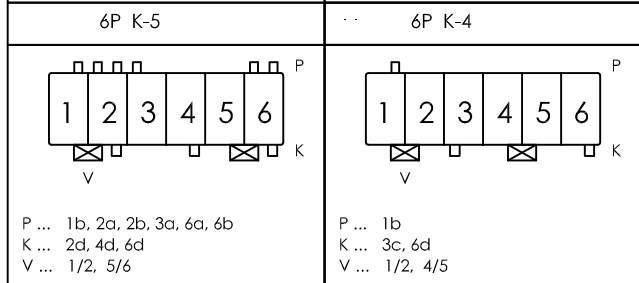 6P K-5
P
1 2 3 4 5 6
K
V
P ... 1b, 2a, 2b, 3a, 6a, 6b
K ... 2d, 4d, 6d
V ... 1/2, 5/6
6P K-4
P
1 2 3 4 5 6
K
V
P ... 1b
K ... 3c, 6d
V ... 1/2, 4/5